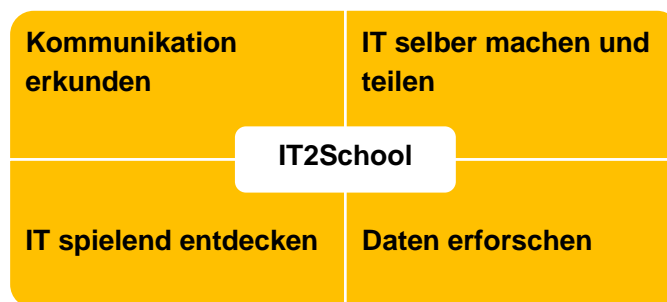 Kommunikation
erkunden
IT selber machen und
teilen
IT2School
IT spielend entdecken
Daten erforschen